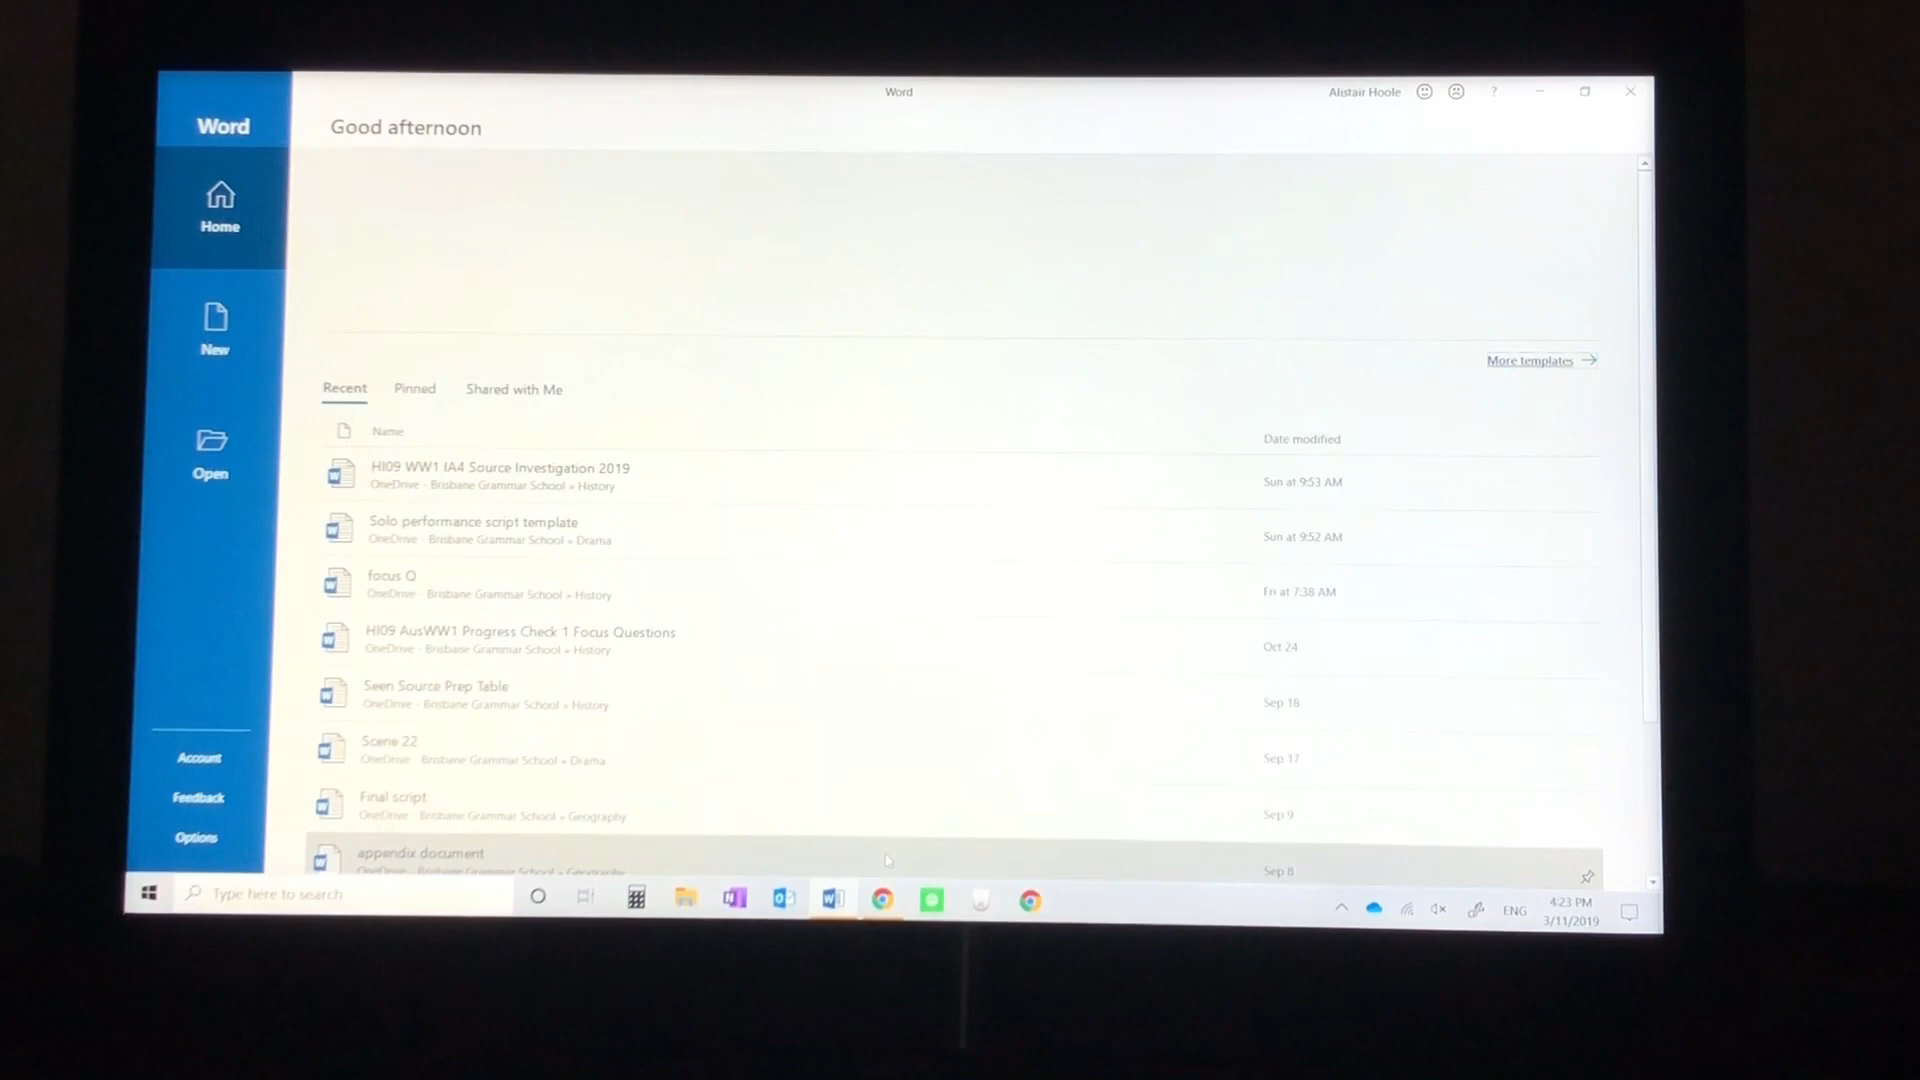 Word
Alistair Hoole
?
Word
Good afternoon
Home
New
Open
Account
Feedback
Options
More templates
Recent
Pinned
Shared with Me
Name
Date modified
HI09 WW1 IA4 Source Investigation 2019
OneDrive - Brisbane Grammar School » History
Sun at 9:53 AM
Solo performance script template
OneDrive - Brisbane Grammar School » Drama
Sun at 9:52 AM
focus Q
OneDrive - Brisbane Grammar School » History
Fri at 7:38 AM
HI09 AusWW1 Progress Check 1 Focus Questions
OneDrive - Brisbane Grammar School » History
Oct 24
Seen Source Prep Table
OneDrive - Brisbane Grammar School » History
Sep 18
Scene 22
OneDrive - Brisbane Grammar School » Drama
Sep 17
Final script
OneDrive - Brisbane Grammar School » Geography
Sep 9
appendix document
OneDrive - Brisbane Grammar School » Geography
Sep 8
Type here to search
ENG
4:23 PM
3/11/2019